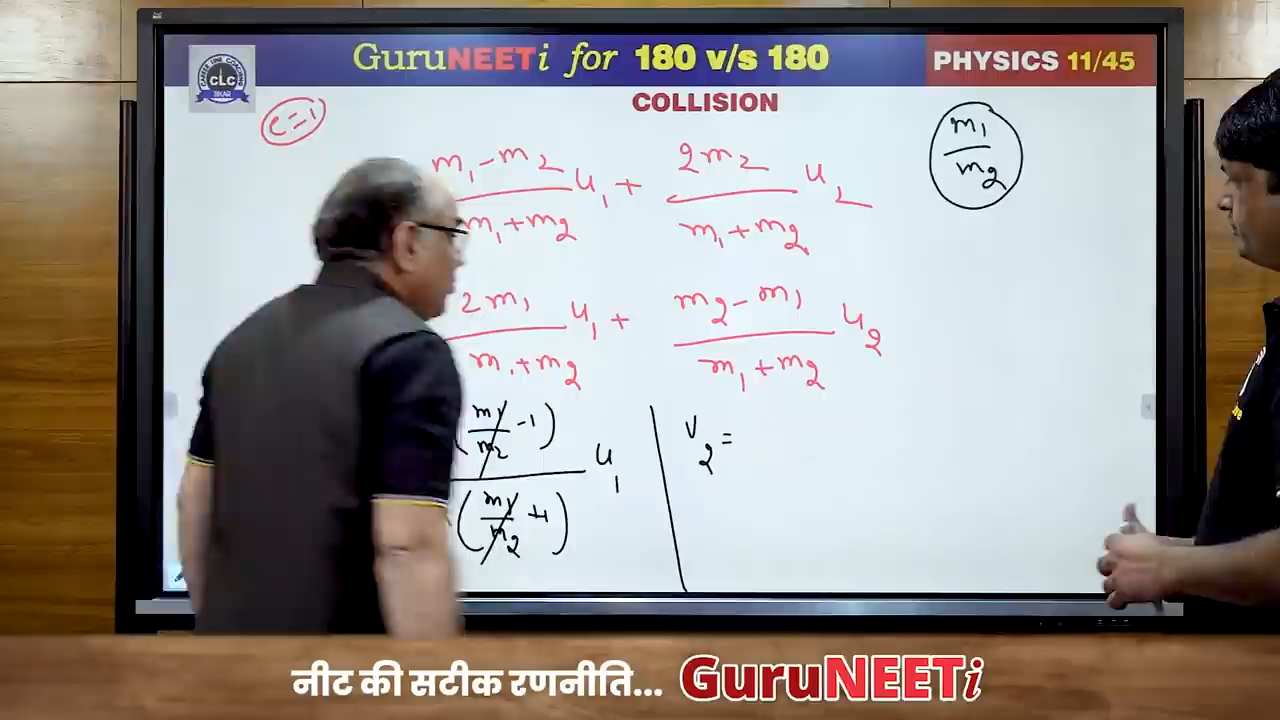 GuruNEETi for 180 v/s 180
PHYSICS 11/45
CLC
SIKAR
COLLISION
e=1
m1-m2/m1+m2 u1 + 2m2/m1+m2 u2
m1/m2
2m1/m1+m2 u1 + m2-m1/m1+m2 u2
(m1/m2 -1)/(m1/m2 +1) u1
v2=
नीट की सटीक रणनीति... GuruNEETi